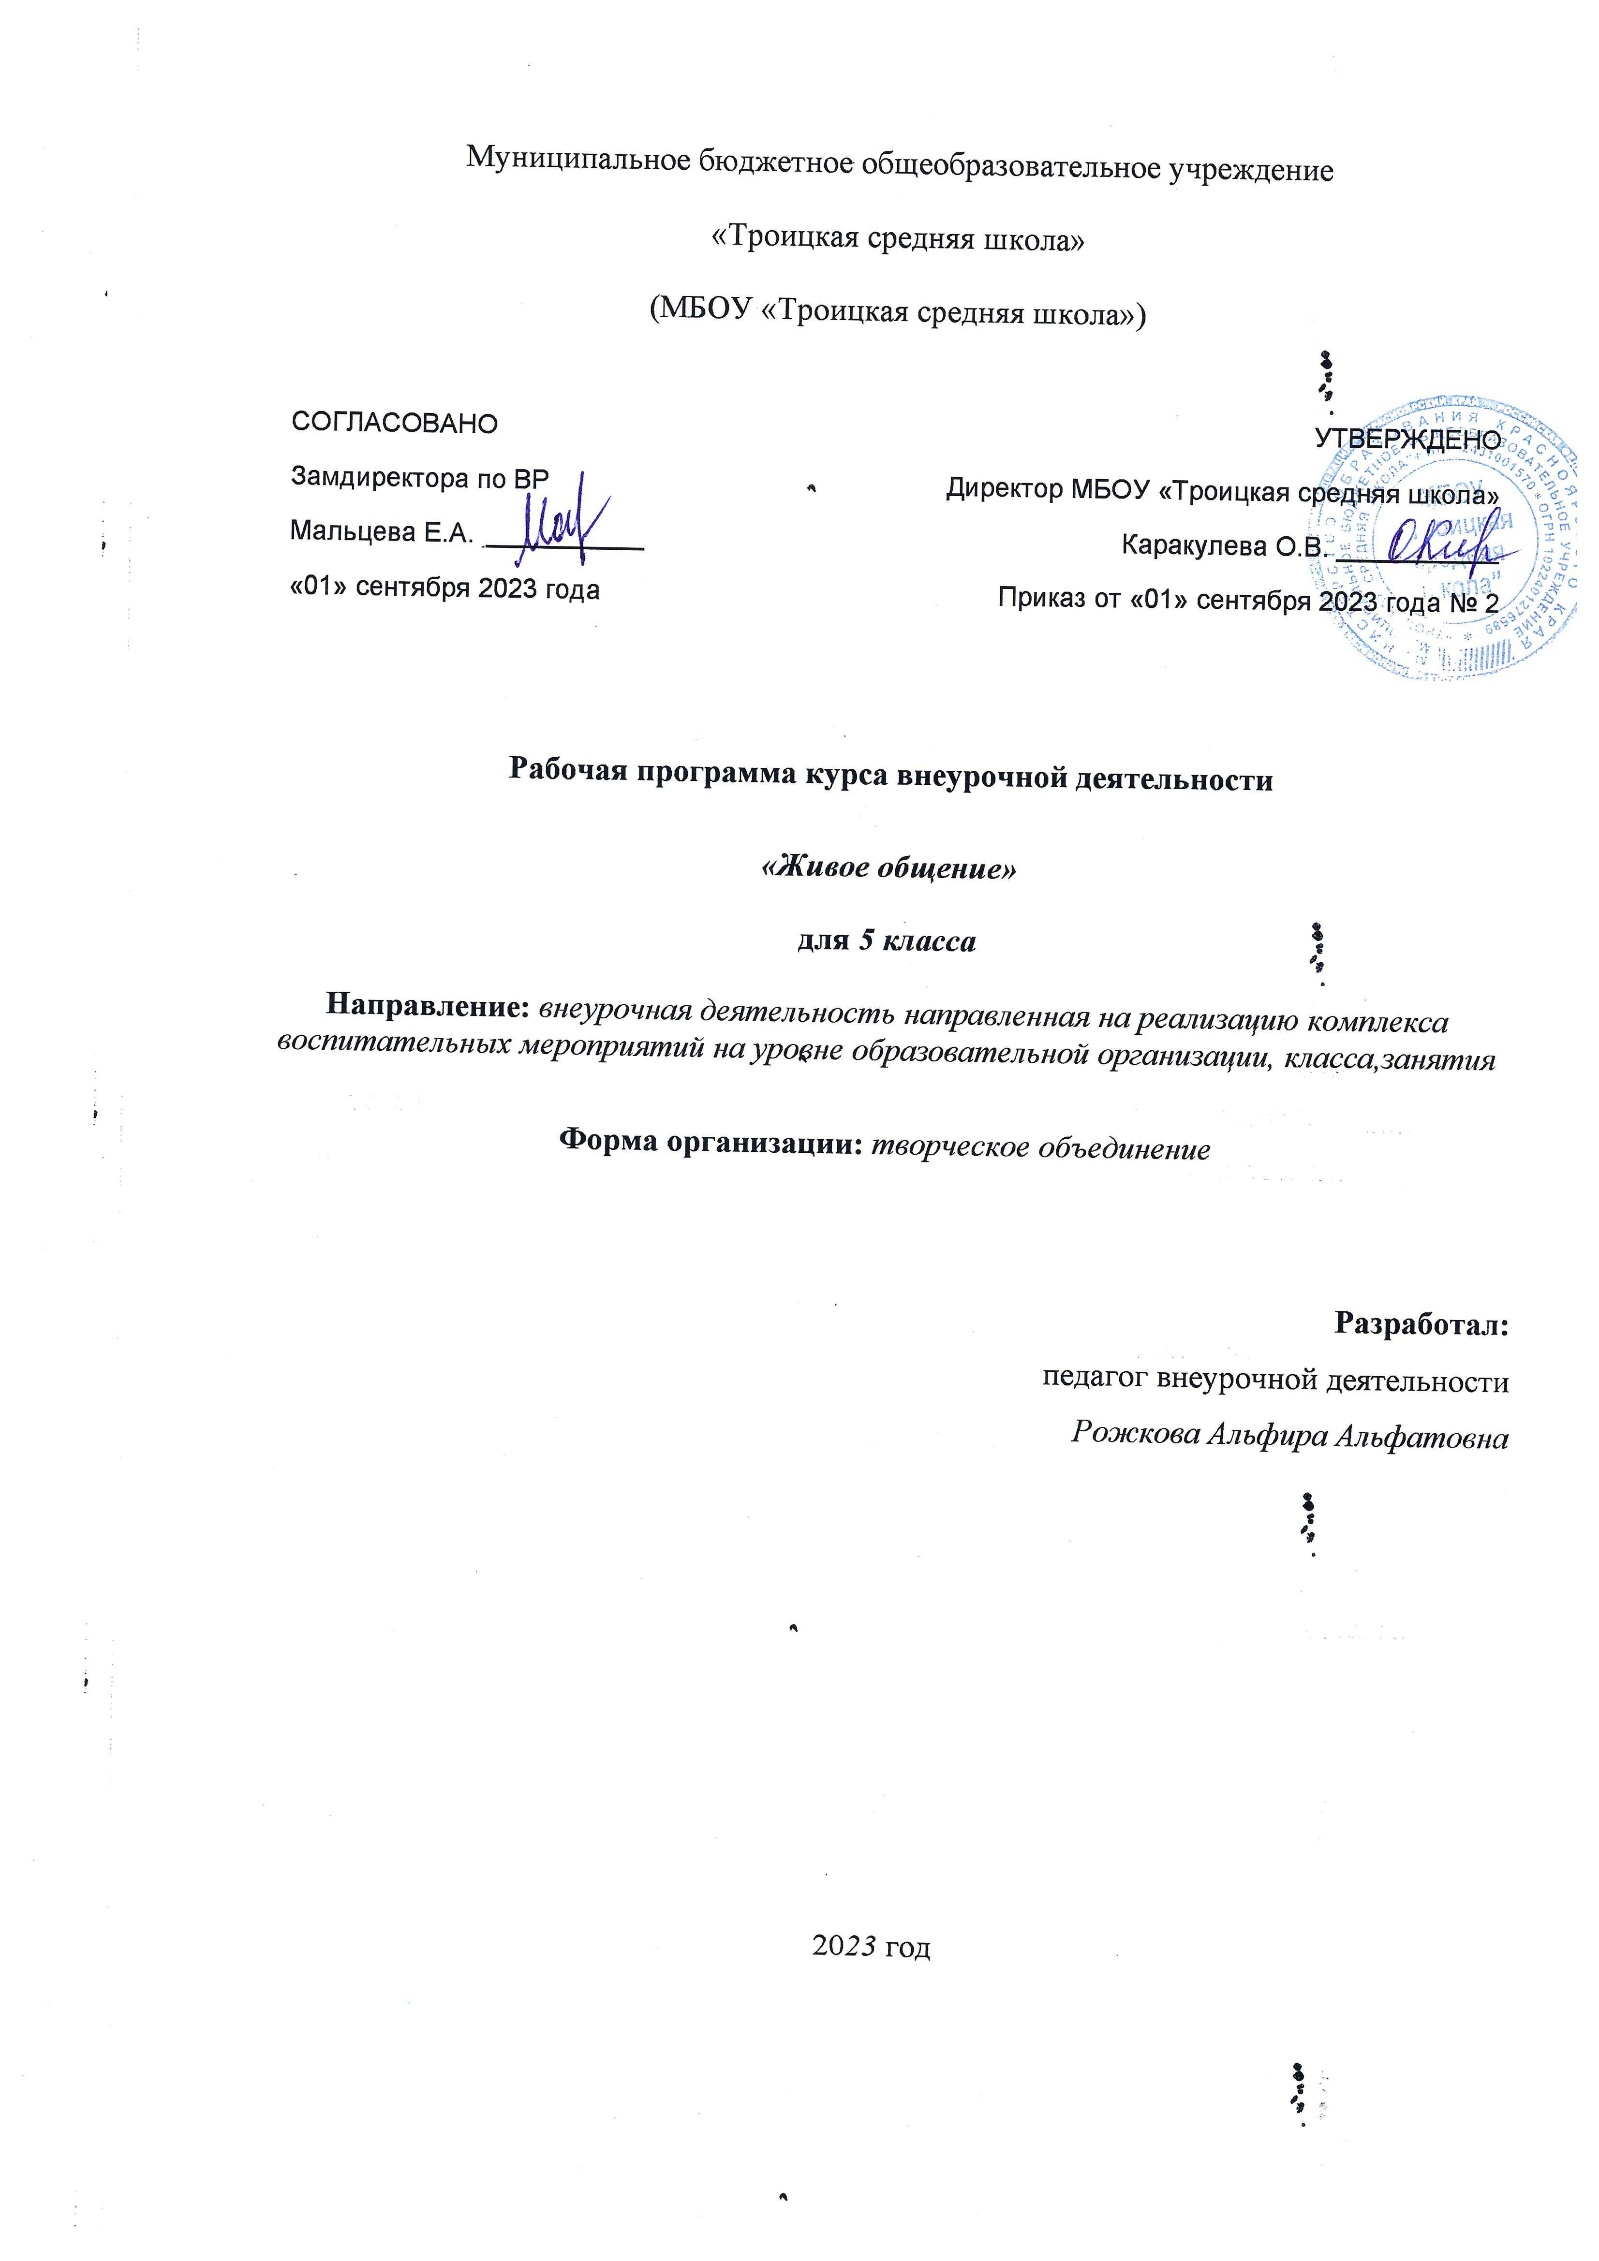 Муниципальное бюджетное общеобразовательное учреждение
«Троицкая средняя школа»
(МБОУ «Троицкая средняя школа»)
СОГЛАСОВАНО
Замдиректора по ВР
Мальцева Е.А.
«01» сентября 2023 года
УТВЕРЖДЕНО
Директор МБОУ «Троицкая средняя школа»
Каракулева О.В.
Приказ от «01» сентября 2023 года № 2
Рабочая программа курса внеурочной деятельности
«Живое общение»
для 5 класса
Направление: внеурочная деятельность направленная на реализацию комплекса
воспитательных мероприятий на уровне образовательной организации, класса,занятия
Форма организации: творческое объединение
Разработал:
педагог внеурочной деятельности
Рожкова Альфира Альфатовна
2023 год